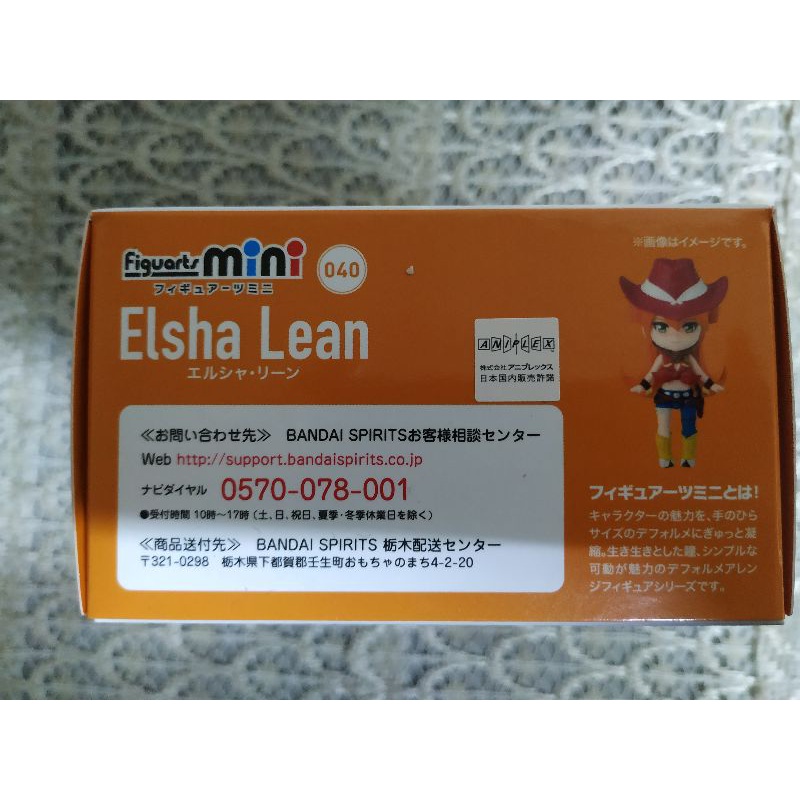 Figuarts mini
フィギュアーツミニ
040
Elsha Lean
エルシャ・リーン
ANIPLEX
株式会社アニプレックス
日本国内販売許諾
※画像はイメージです。
≪お問い合わせ先≫ BANDAI SPIRITSお客様相談センター
Web http://support.bandaispirits.co.jp
ナビダイヤル 0570-078-001
●受付時間 10時〜17時(土、日、祝日、夏季・冬季休業日を除く)
≪商品送付先≫ BANDAI SPIRITS 栃木配送センター
〒321-0298 栃木県下都賀郡壬生町おもちゃのまち4-2-20
フィギュアーツミニとは!
キャラクターの魅力を、手のひら
サイズのデフォルメにぎゅっと凝
縮。生き生きとした瞳、シンプルな
可動が魅力のデフォルメアレン
ジフィギュアシリーズです。